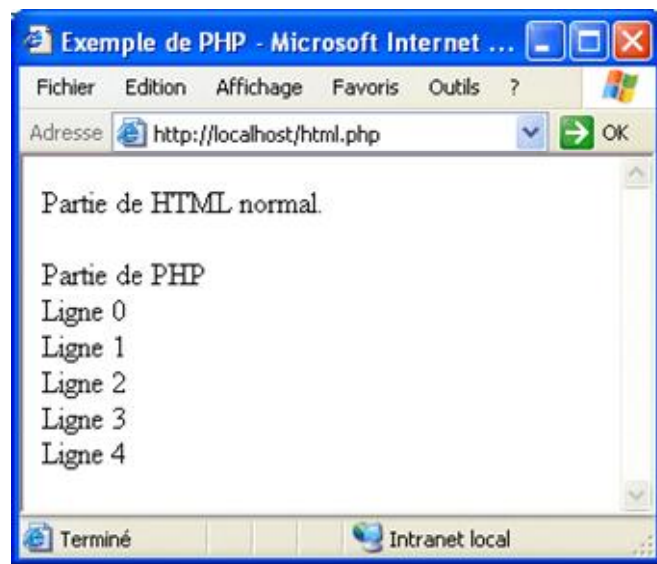 Exemple de PHP - Microsoft Internet ...
Fichier Edition Affichage Favoris Outils ?
Adresse http://localhost/html.php OK
Partie de HTML normal.
Partie de PHP
Ligne 0
Ligne 1
Ligne 2
Ligne 3
Ligne 4
Terminé Intranet local